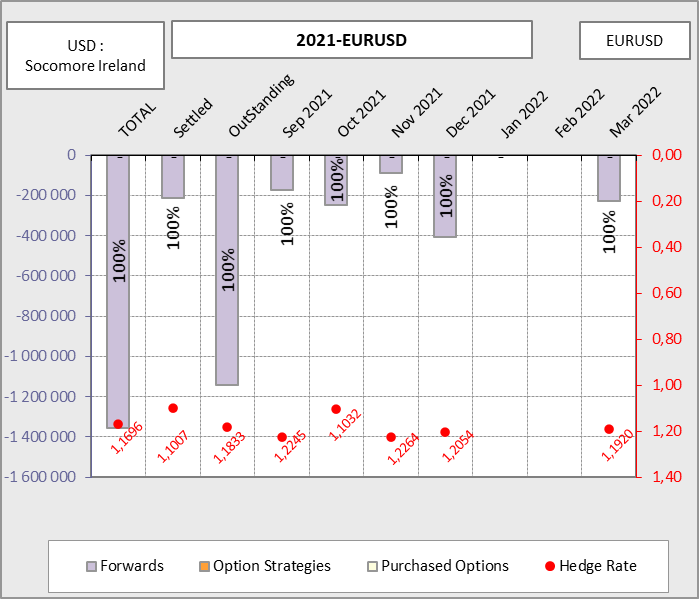 USD :
Socomore Ireland
2021-EURUSD
EURUSD
TOTAL
Settled
OutStanding
Sep 2021
Oct 2021
Nov 2021
Dec 2021
Jan 2022
Feb 2022
Mar 2022
0
-200 000
-400 000
-600 000
-800 000
-1 000 000
-1 200 000
-1 400 000
-1 600 000
0,00
0,20
0,40
0,60
0,80
1,00
1,20
1,40
100%
100%
100%
100%
100%
100%
100%
100%
1,1696
1,1007
1,1833
1,2245
1,1032
1,2264
1,2054
1,1920
Forwards
Option Strategies
Purchased Options
Hedge Rate